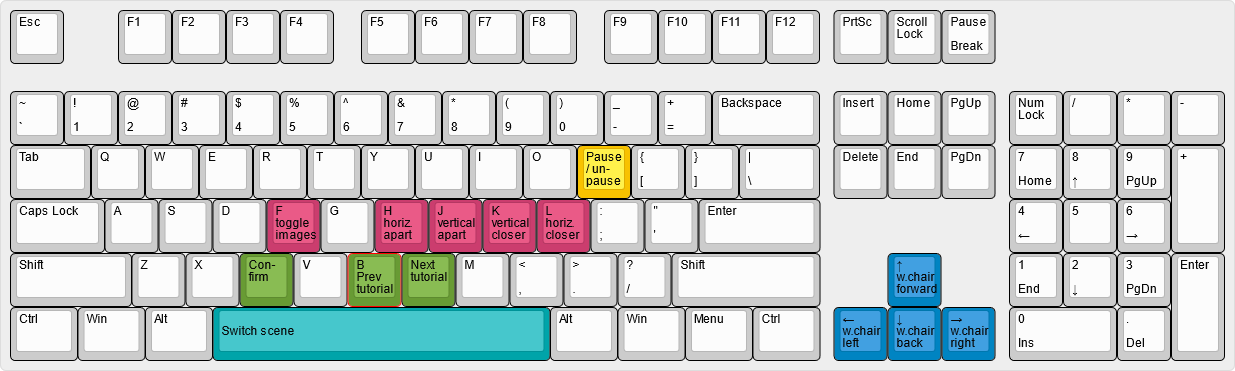 Esc F1 F2 F3 F4 F5 F6 F7 F8 F9 F10 F11 F12 PrtSc Scroll Pause
Lock Break
~ ! @ # $ % ^ & * ( ) _ + Backspace Insert Home PgUp Num / * -
` 1 2 3 4 5 6 7 8 9 0 - = Lock
Tab Q W E R T Y U I O Pause { } | Delete End PgDn 7 8 9 +
/ un-
pause [ ] \ Home ↑ PgUp
Caps Lock A S D F G H J K L : " Enter 4 5 6
toggle horiz. vertical vertical horiz.
images apart apart closer closer ; ' ← →
Shift Z X Con- V B Next M < > ? Shift ↑ 1 2 3 Enter
firm Prev tutorial w.chair
tutorial , . / forward End ↓ PgDn
Ctrl Win Alt Switch scene Alt Win Menu Ctrl ← ↓ → 0 .
w.chair w.chair w.chair
left back right Ins Del